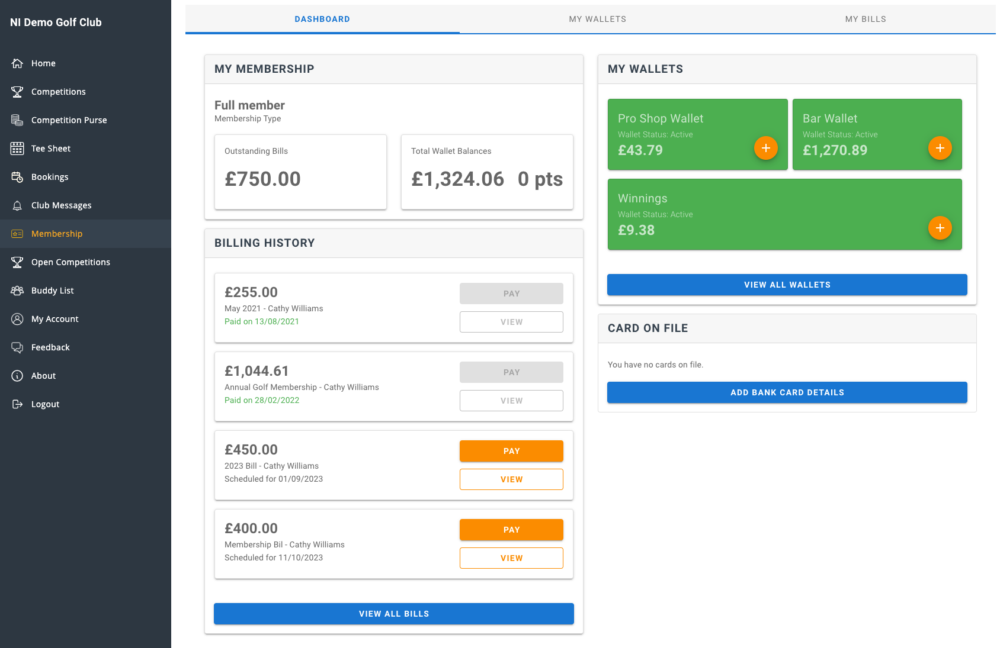 NI Demo Golf Club
Home
Competitions
Competition Purse
Tee Sheet
Bookings
Club Messages
Membership
Open Competitions
Buddy List
My Account
Feedback
About
Logout
DASHBOARD
MY WALLETS
MY BILLS
MY MEMBERSHIP
Full member
Membership Type
Outstanding Bills
£750.00
Total Wallet Balances
£1,324.06 0 pts
BILLING HISTORY
£255.00
May 2021 - Cathy Williams
Paid on 13/08/2021
PAY
VIEW
£1,044.61
Annual Golf Membership - Cathy Williams
Paid on 28/02/2022
PAY
VIEW
£450.00
2023 Bill - Cathy Williams
Scheduled for 01/09/2023
PAY
VIEW
£400.00
Membership Bil - Cathy Williams
Scheduled for 11/10/2023
PAY
VIEW
VIEW ALL BILLS
MY WALLETS
Pro Shop Wallet
Wallet Status: Active
£43.79
Bar Wallet
Wallet Status: Active
£1,270.89
Winnings
Wallet Status: Active
£9.38
VIEW ALL WALLETS
CARD ON FILE
You have no cards on file.
ADD BANK CARD DETAILS